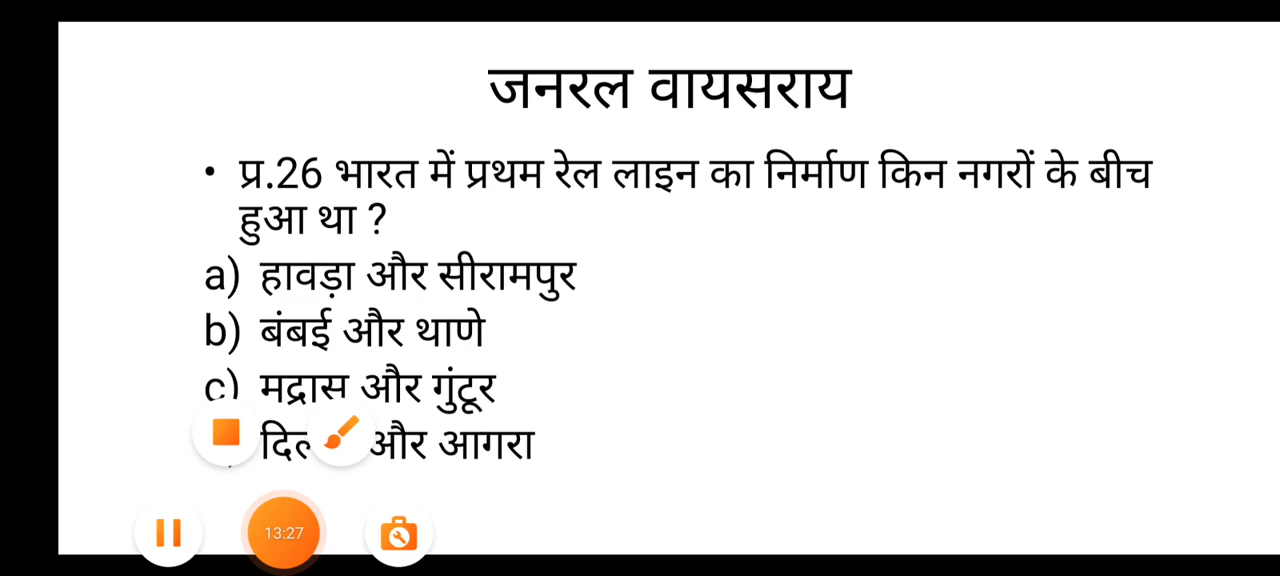 जनरल वायसराय
• प्र.26 भारत में प्रथम रेल लाइन का निर्माण किन नगरों के बीच
हुआ था ?
a) हावड़ा और सीरामपुर
b) बंबई और थाणे
c) मद्रास और गुंटूर
और आगरा
13:27